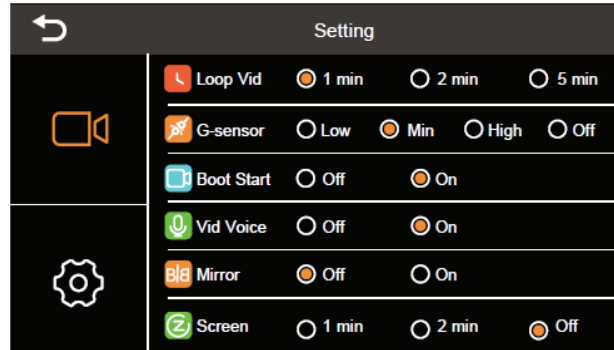 Setting
Loop Vid 1 min 2 min 5 min
G-sensor Low Min High Off
Boot Start Off On
Vid Voice Off On
Mirror Off On
Screen 1 min 2 min Off